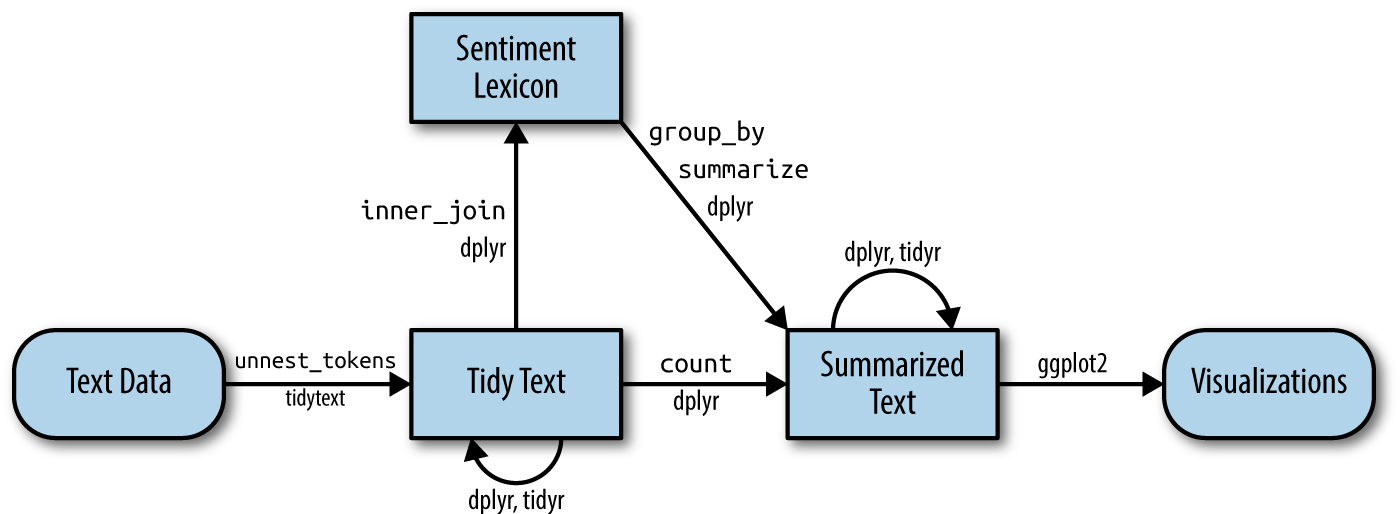 Sentiment
Lexicon
group_by
summarize
dplyr
inner_join
dplyr
dplyr, tidyr
Text Data
unnest_tokens
tidytext
Tidy Text
count
dplyr
Summarized
Text
ggplot2
Visualizations
dplyr, tidyr